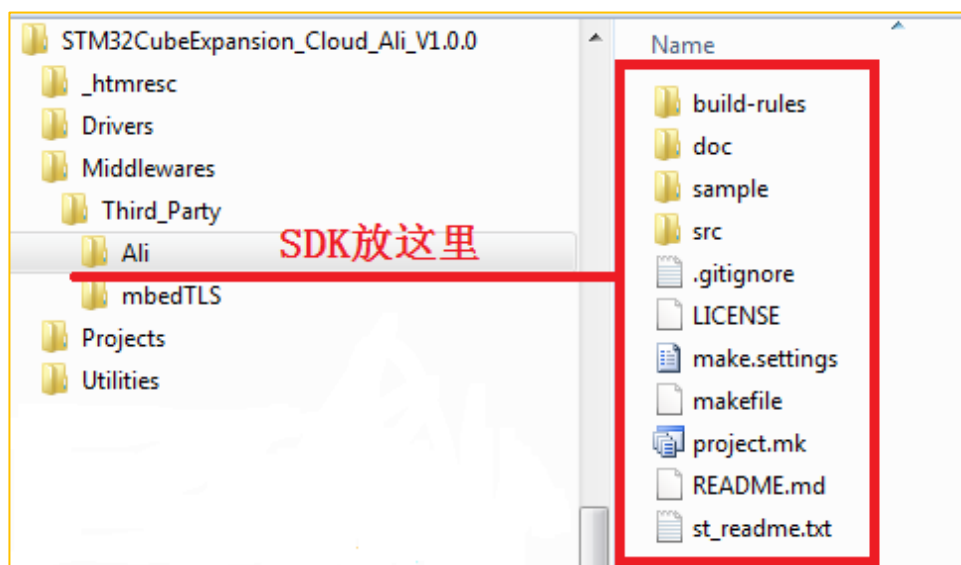 STM32CubeExpansion_Cloud_Ali_V1.0.0
_htmresc
Drivers
Middlewares
Third_Party
Ali
mbedTLS
Projects
Utilities
SDK放这里
Name
build-rules
doc
sample
src
.gitignore
LICENSE
make.settings
makefile
project.mk
README.md
st_readme.txt